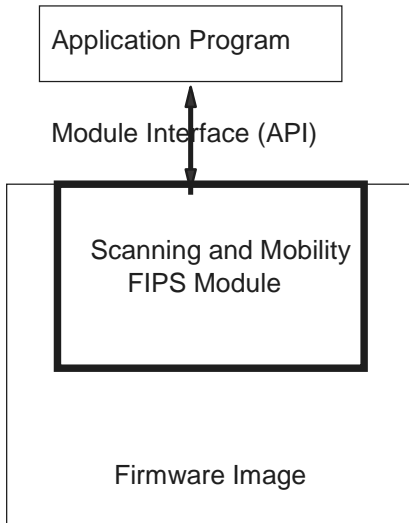 Application Program
Module Interface (API)
Scanning and Mobility
FIPS Module
Firmware Image